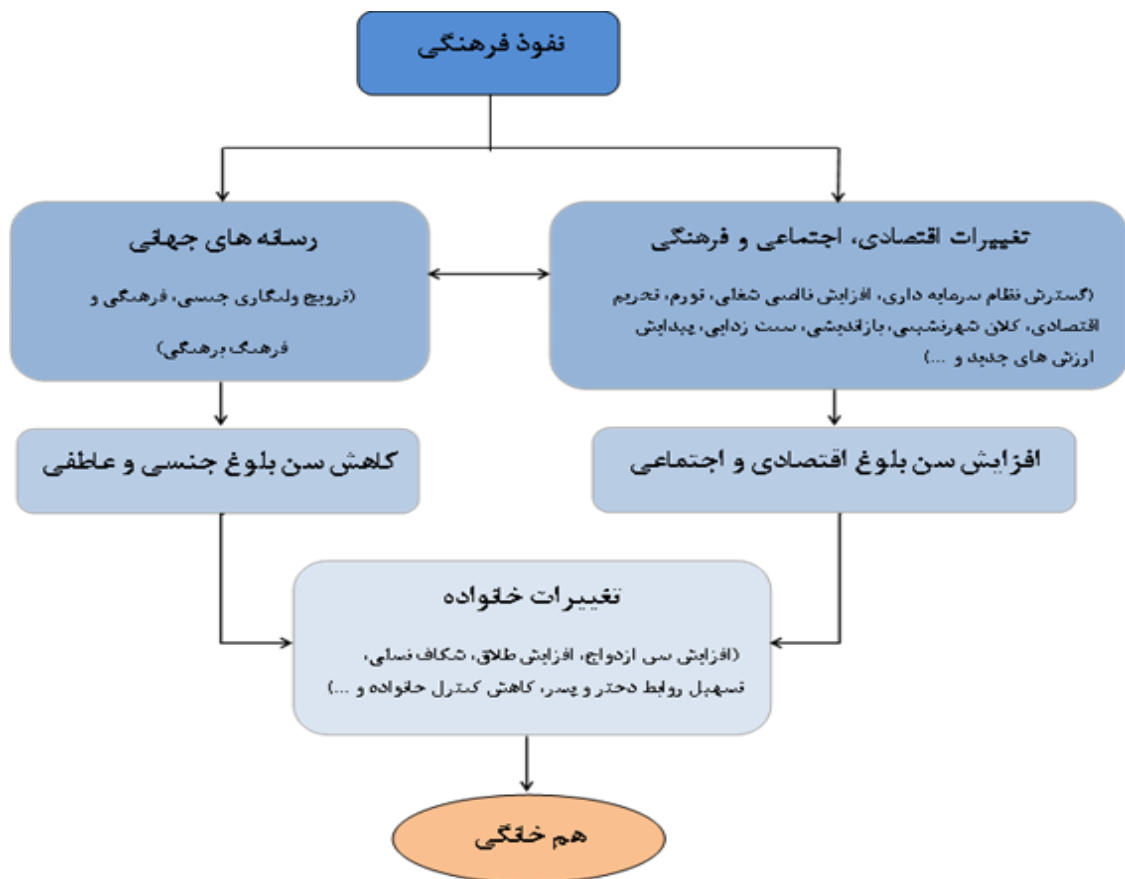 نفوذ فرهنگی
تغییرات اقتصادی، اجتماعی و فرهنگی
(گسترش نظام سرمایه داری، افزایش ناامنی شغلی، تورم، تحریم
اقتصادی، کلان شهرنشینی، بازاندیشی، سنت زدایی، پیدایش
ارزش های جدید و ...)
رسانه های جهانی
(ترویج ولنگاری جنسی، فرهنگی و
فرهنگ برهنگی)
افزایش سن بلوغ اقتصادی و اجتماعی
کاهش سن بلوغ جنسی و عاطفی
تغییرات خانواده
(افزایش سن ازدواج، افزایش طلاق، شکاف نسلی،
تسهیل روابط دختر و پسر، کاهش کنترل خانواده و ...)
هم خانگی